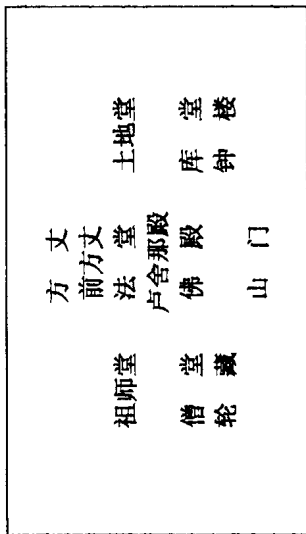 方 丈
前方丈
祖师堂 法 堂 土地堂
卢舍那殿
僧 堂 佛 殿 库 堂
轮 藏 钟 楼
山 门